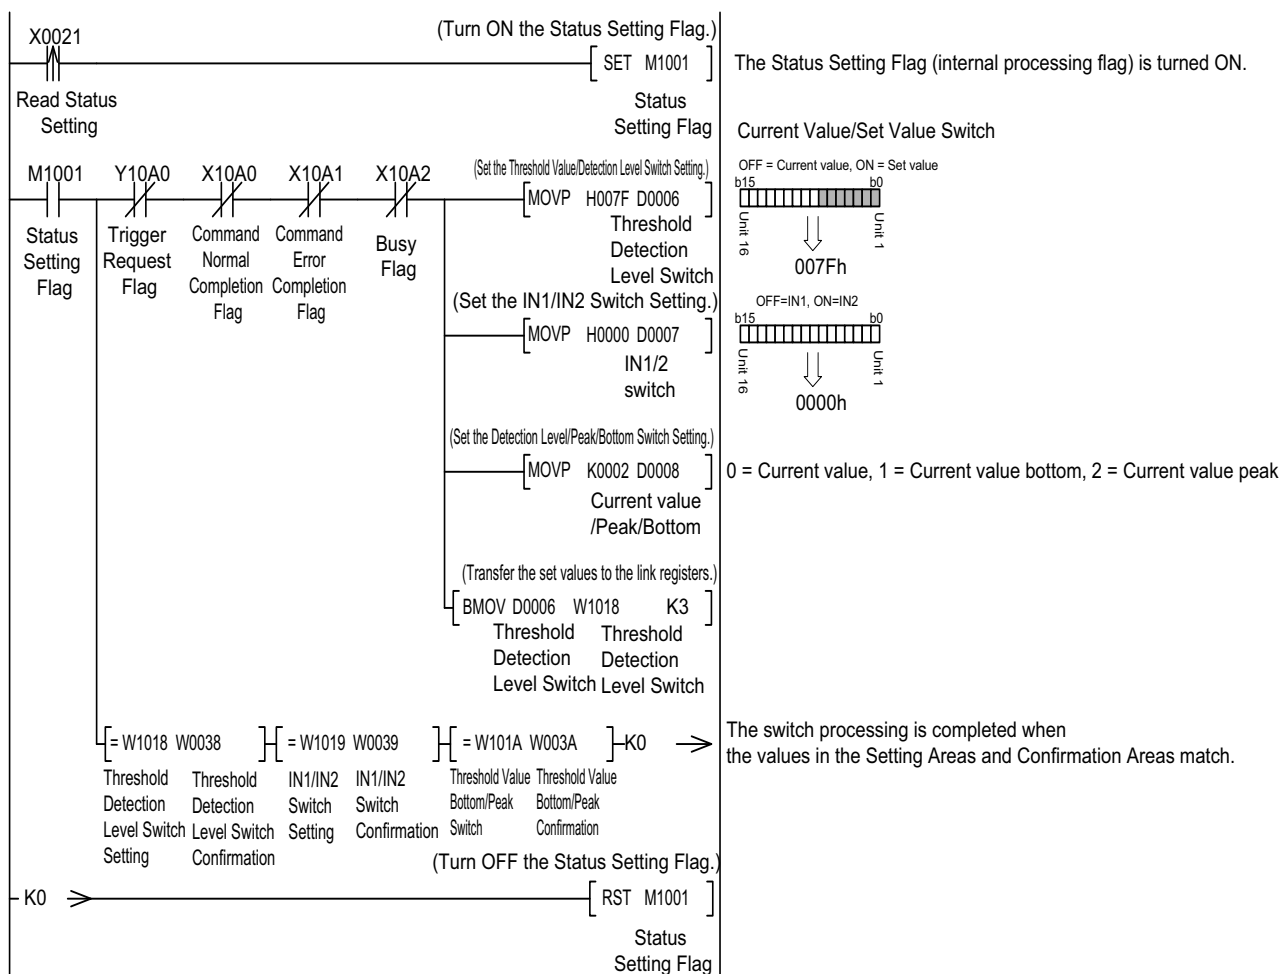 (Turn ON the Status Setting Flag.)
X0021
SET M1001
The Status Setting Flag (internal processing flag) is turned ON.
Read Status
Setting
Status
Setting Flag
Current Value/Set Value Switch
OFF = Current value, ON = Set value
b15 b0
Unit 16 Unit 1
007Fh
M1001 Y10A0 X10A0 X10A1 X10A2
(Set the Threshold Value/Detection Level Switch Setting.)
MOVP H007F D0006
Status
Setting
Flag
Trigger
Request
Flag
Command
Normal
Completion
Flag
Command
Error
Completion
Flag
Busy
Flag
Threshold
Detection
Level Switch
(Set the IN1/IN2 Switch Setting.)
MOVP H0000 D0007
IN1/2
switch
OFF=IN1, ON=IN2
b15 b0
Unit 16 Unit 1
0000h
(Set the Detection Level/Peak/Bottom Switch Setting.)
MOVP K0002 D0008
0 = Current value, 1 = Current value bottom, 2 = Current value peak
Current value
/Peak/Bottom
(Transfer the set values to the link registers.)
BMOV D0006 W1018 K3
Threshold
Detection
Level Switch
Threshold
Detection
Level Switch
= W1018 W0038
= W1019 W0039
= W101A W003A
K0
The switch processing is completed when
the values in the Setting Areas and Confirmation Areas match.
Threshold
Detection
Level Switch
Setting
Threshold
Detection
Level Switch
Confirmation
IN1/IN2
Switch
Setting
IN1/IN2
Switch
Confirmation
Threshold Value
Bottom/Peak
Switch
Threshold Value
Bottom/Peak
Confirmation
(Turn OFF the Status Setting Flag.)
K0
RST M1001
Status
Setting Flag